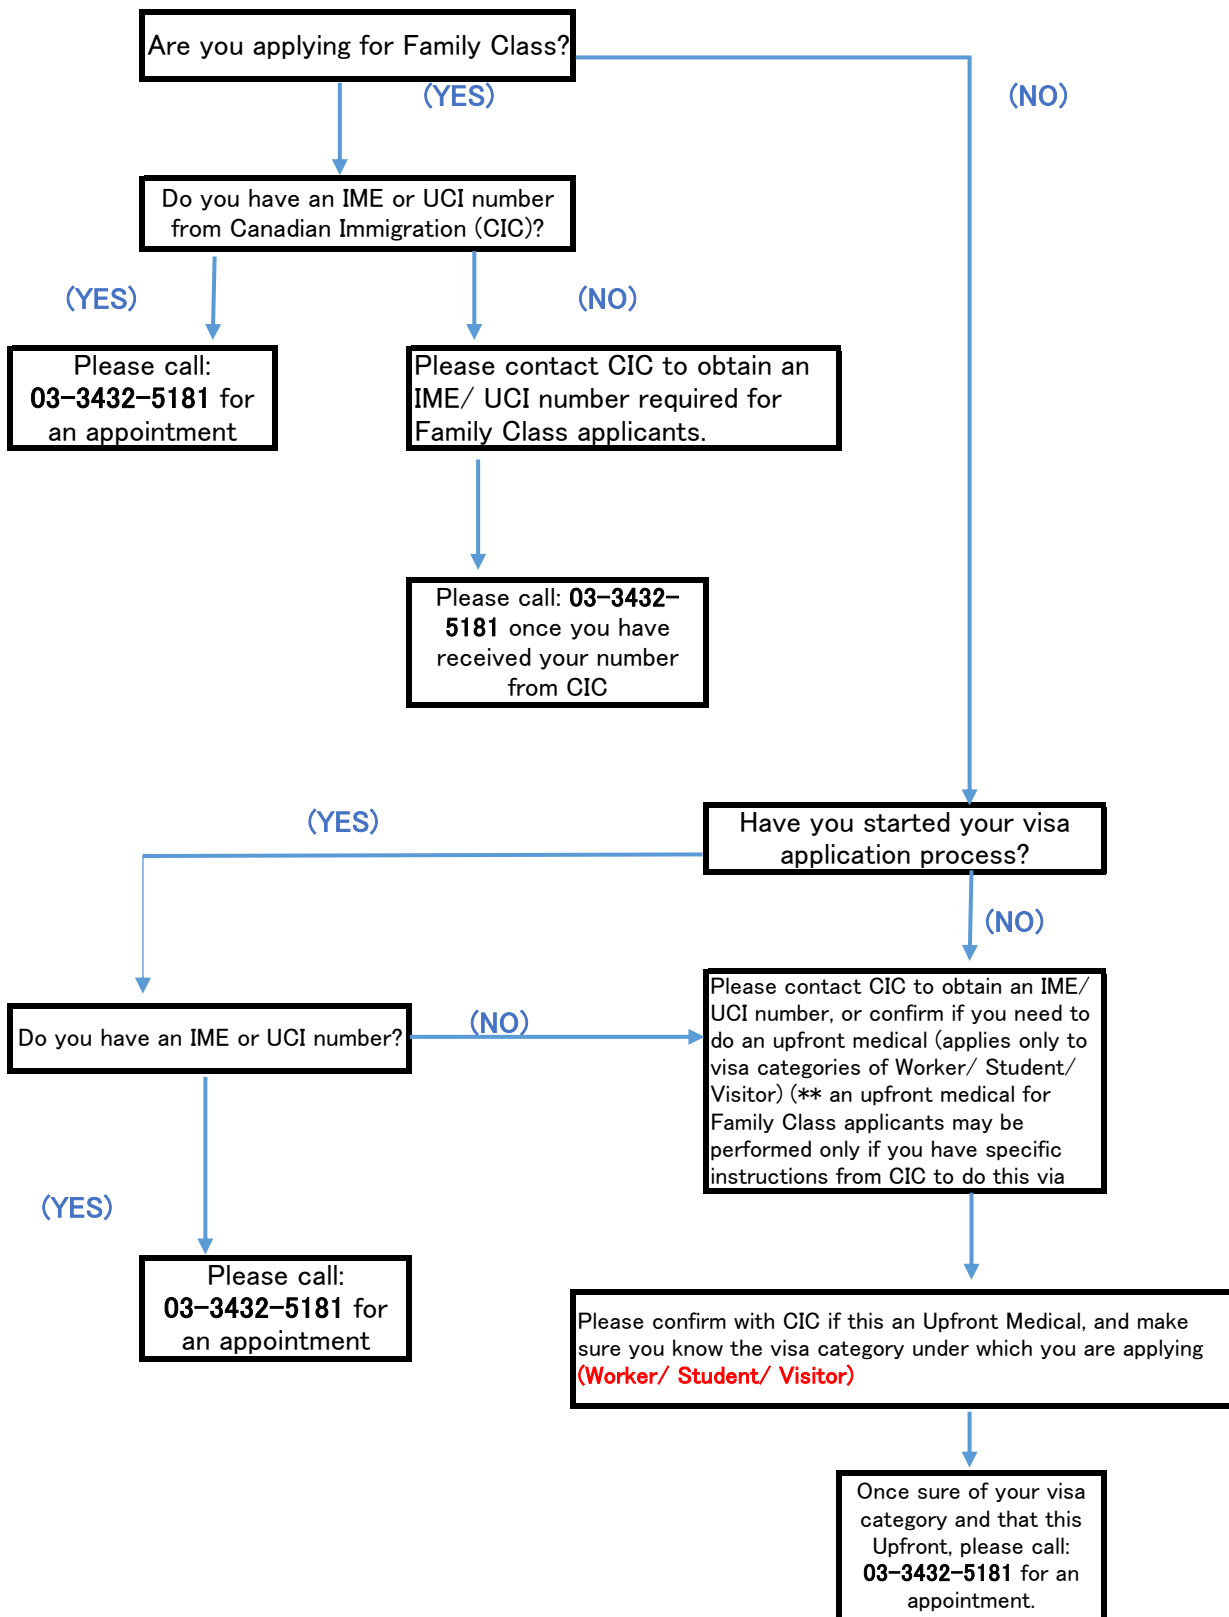 Are you applying for Family Class?
(YES)
(NO)
Do you have an IME or UCI number
from Canadian Immigration (CIC)?
(YES)
(NO)
Please call:
03-3432-5181 for
an appointment
Please contact CIC to obtain an
IME/ UCI number required for
Family Class applicants.
Please call: 03-3432-
5181 once you have
received your number
from CIC
(YES)
Have you started your visa
application process?
(NO)
Do you have an IME or UCI number?
(NO)
Please contact CIC to obtain an IME/
UCI number, or confirm if you need to
do an upfront medical (applies only to
visa categories of Worker/ Student/
Visitor) (** an upfront medical for
Family Class applicants may be
performed only if you have specific
instructions from CIC to do this via
(YES)
Please call:
03-3432-5181 for
an appointment
Please confirm with CIC if this an Upfront Medical, and make
sure you know the visa category under which you are applying
(Worker/ Student/ Visitor)
Once sure of your visa
category and that this
Upfront, please call:
03-3432-5181 for an
appointment.